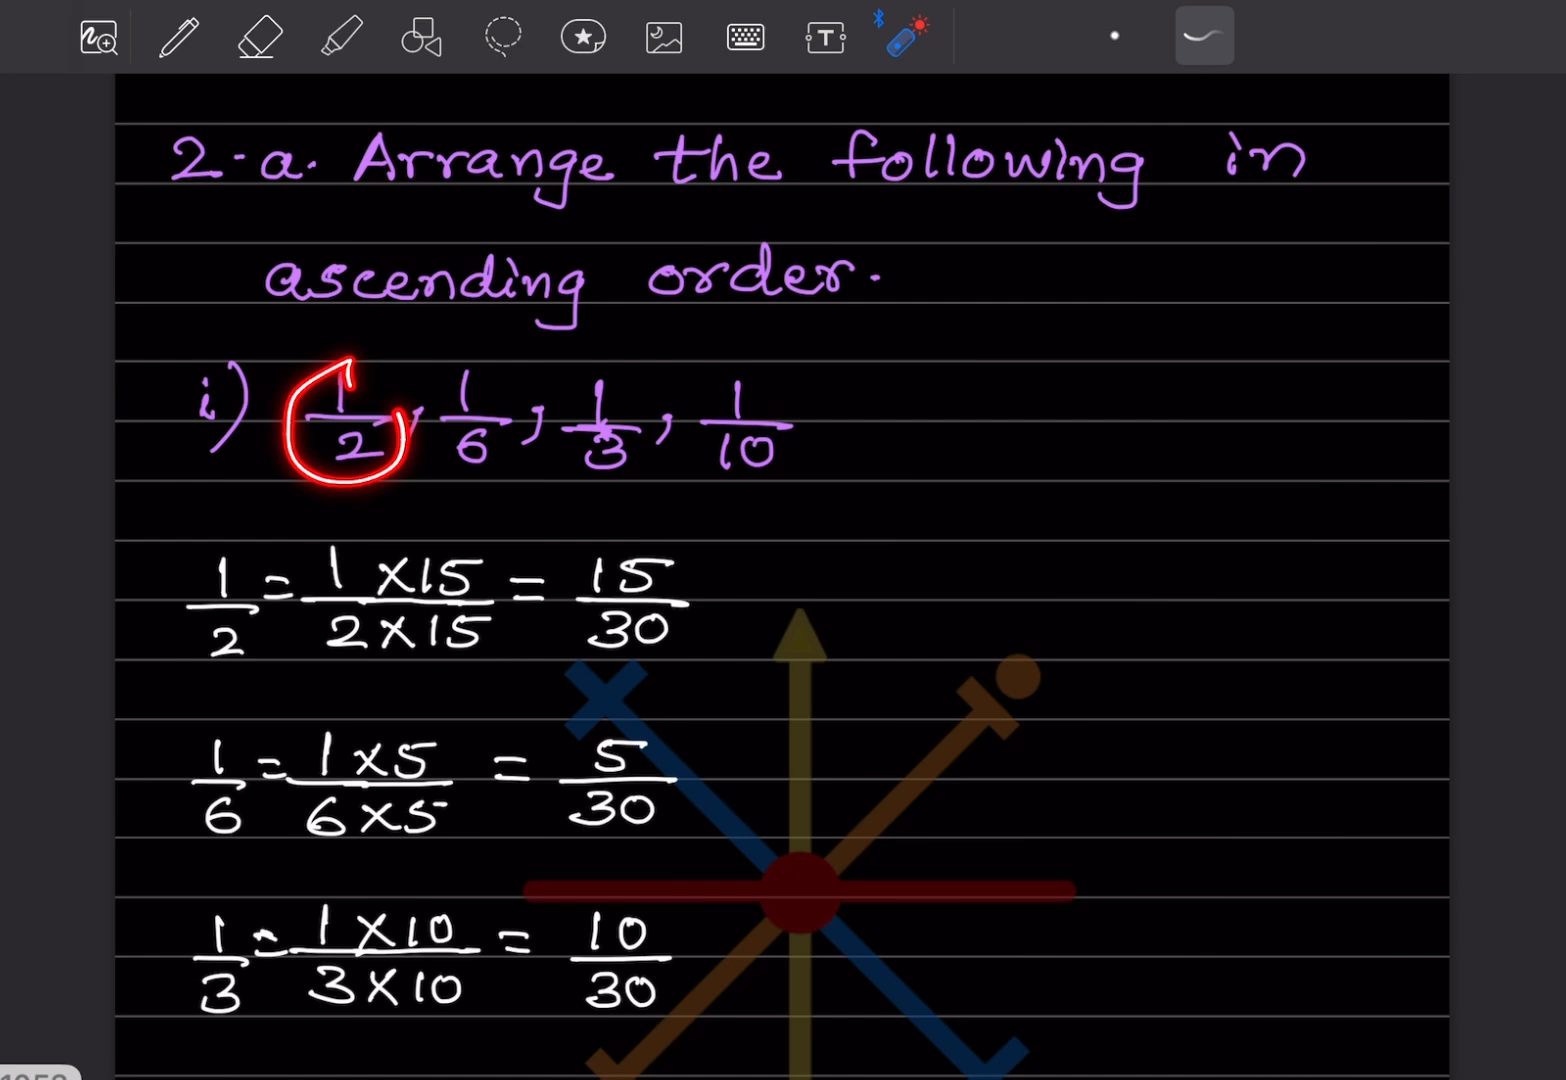 2-a. Arrange the following in
ascending order.
i) 1/2, 1/6, 1/3, 1/10
1/2 = 1×15/2×15 = 15/30
1/6 = 1×5/6×5 = 5/30
1/3 = 1×10/3×10 = 10/30